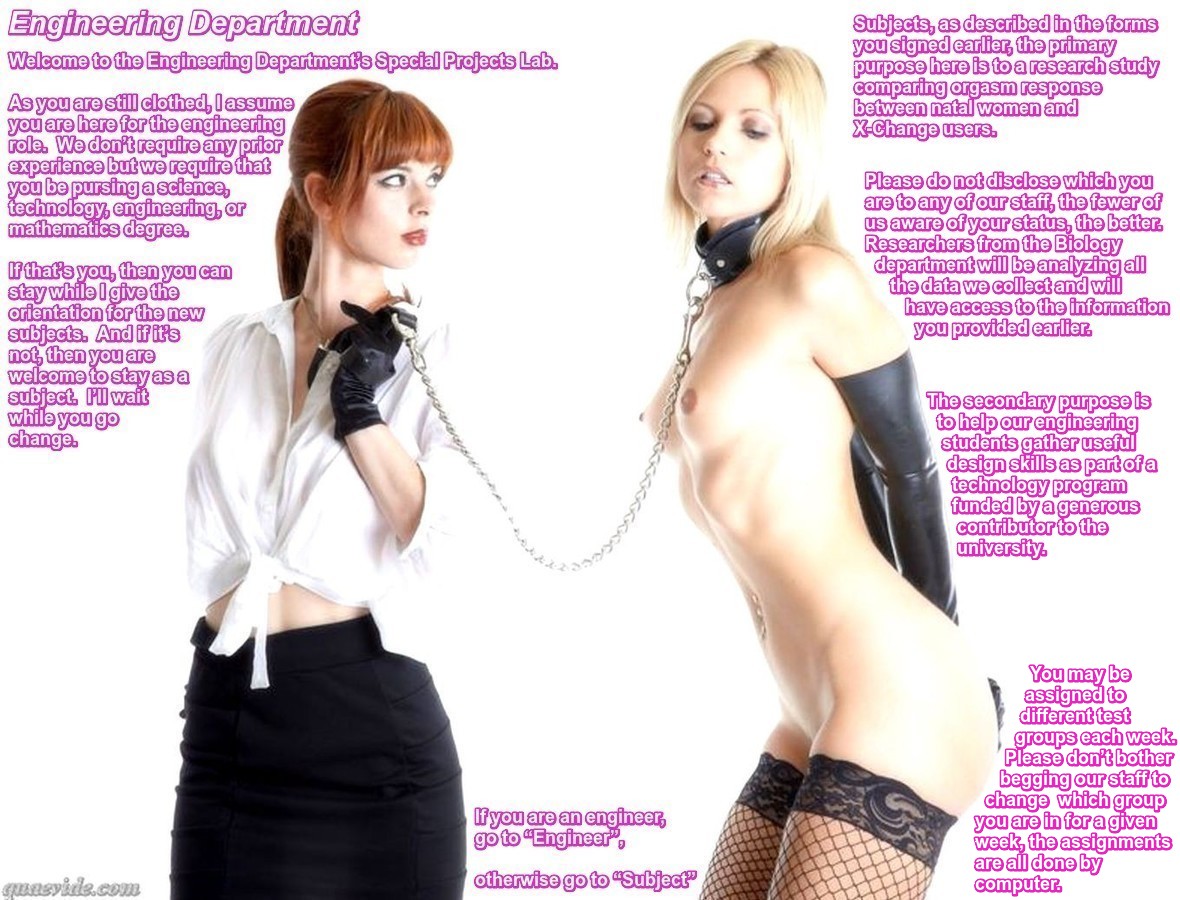 Engineering Department
Welcome to the Engineering Department's Special Projects Lab.
As you are still clothed, I assume
you are here for the engineering
role.  We don't require any prior
experience but we require that
you be pursing a science,
technology, engineering, or
mathematics degree.
If that's you, then you can
stay while I give the
orientation for the new
subjects.  And if it's
not, then you are
welcome to stay as a
subject.  I'll wait
while you go
change.
Subjects, as described in the forms
you signed earlier, the primary
purpose here is to a research study
comparing orgasm response
between natal women and
X-Change users.
Please do not disclose which you
are to any of our staff, the fewer of
us aware of your status, the better.
Researchers from the Biology
department will be analyzing all
the data we collect and will
have access to the information
you provided earlier.
The secondary purpose is
to help our engineering
students gather useful
design skills as part of a
technology program
funded by a generous
contributor to the
university.
You may be
assigned to
different test
groups each week.
Please don't bother
begging our staff to
change  which group
you are in for a given
week, the assignments
are all done by
computer.
If you are an engineer,
go to "Engineer",
otherwise go to "Subject"
quaevide.com